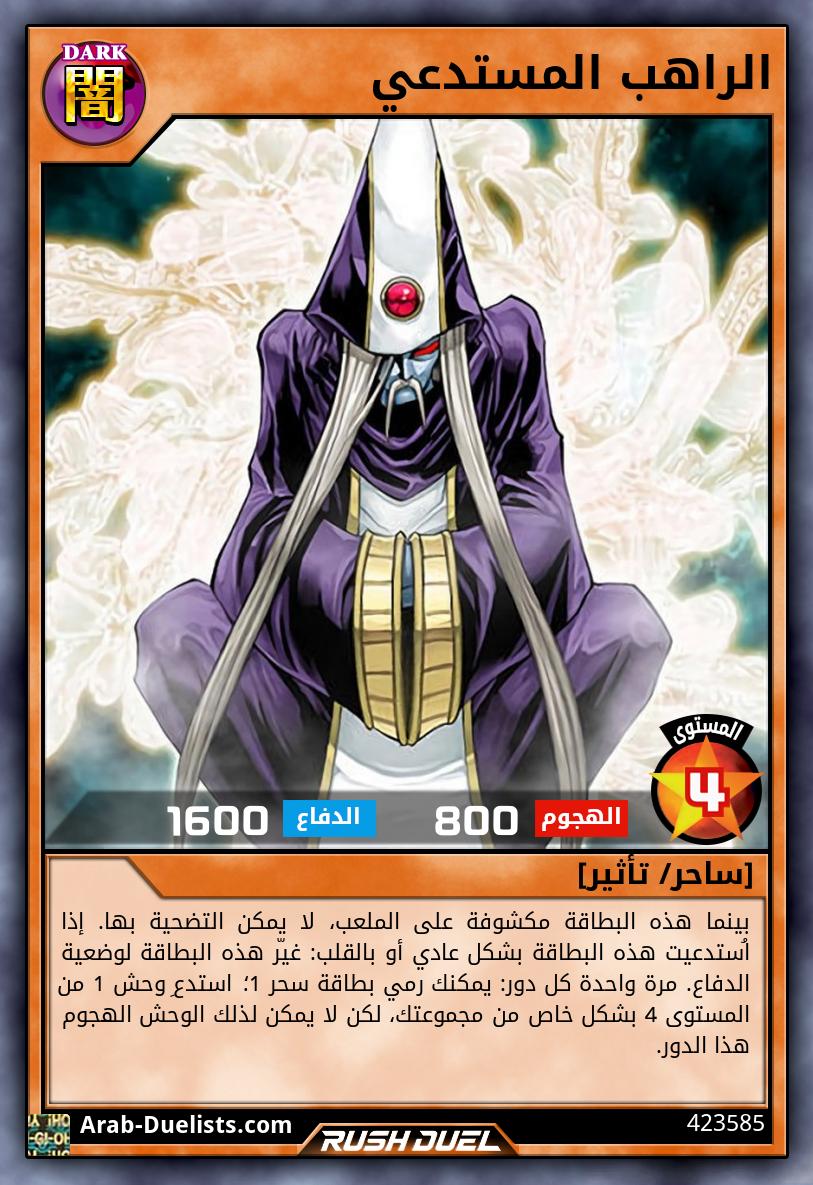 DARK
闇
الراهب المستدعي
المستوى
4
الهجوم 800 الدفاع 1600
[ساحر/ تأثير]
بينما هذه البطاقة مكشوفة على الملعب، لا يمكن التضحية بها. إذا
اُستدعيت هذه البطاقة بشكل عادي أو بالقلب: غيّر هذه البطاقة لوضعية
الدفاع. مرة واحدة كل دور: يمكنك رمي بطاقة سحر 1؛ استدعِ وحش 1 من
المستوى 4 بشكل خاص من مجموعتك، لكن لا يمكن لذلك الوحش الهجوم
هذا الدور.
Arab-Duelists.com
RUSH DUEL
423585